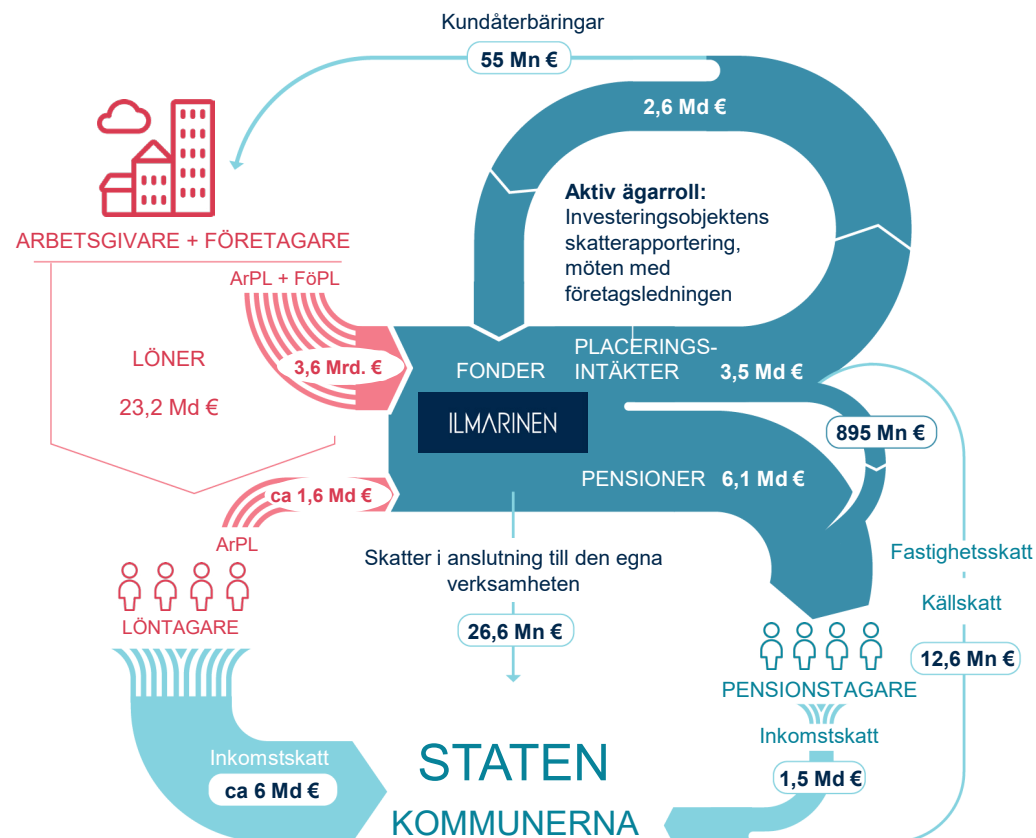 Kundåterbäringar
55 Mn €
2,6 Md €
Aktiv ägarroll:
Investeringsobjektens
skatterapportering,
möten med
företagsledningen
ARBETSGIVARE + FÖRETAGARE
ArPL + FöPL
LÖNER
23,2 Md €
3,6 Mrd. €
FONDER
PLACERINGS-
INTÄKTER
3,5 Md €
ILMARINEN
895 Mn €
PENSIONER 6,1 Md €
ca 1,6 Md €
ArPL
LÖNTAGARE
Skatter i anslutning till den egna
verksamheten
26,6 Mn €
Fastighetsskatt
Källskatt
12,6 Mn €
PENSIONSTAGARE
Inkomstskatt
1,5 Md €
Inkomstskatt
ca 6 Md €
STATEN
KOMMUNERNA